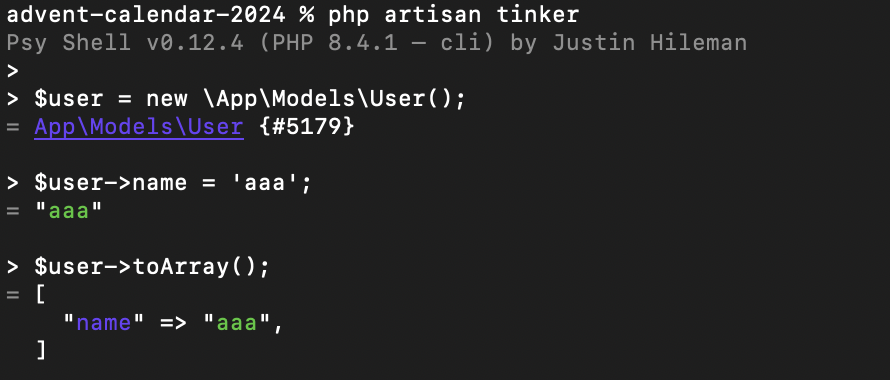 advent-calendar-2024 % php artisan tinker
Psy Shell v0.12.4 (PHP 8.4.1 — cli) by Justin Hileman
>
> $user = new \App\Models\User();
= App\Models\User {#5179}
> $user->name = 'aaa';
= "aaa"
> $user->toArray();
= [
"name" => "aaa",
]